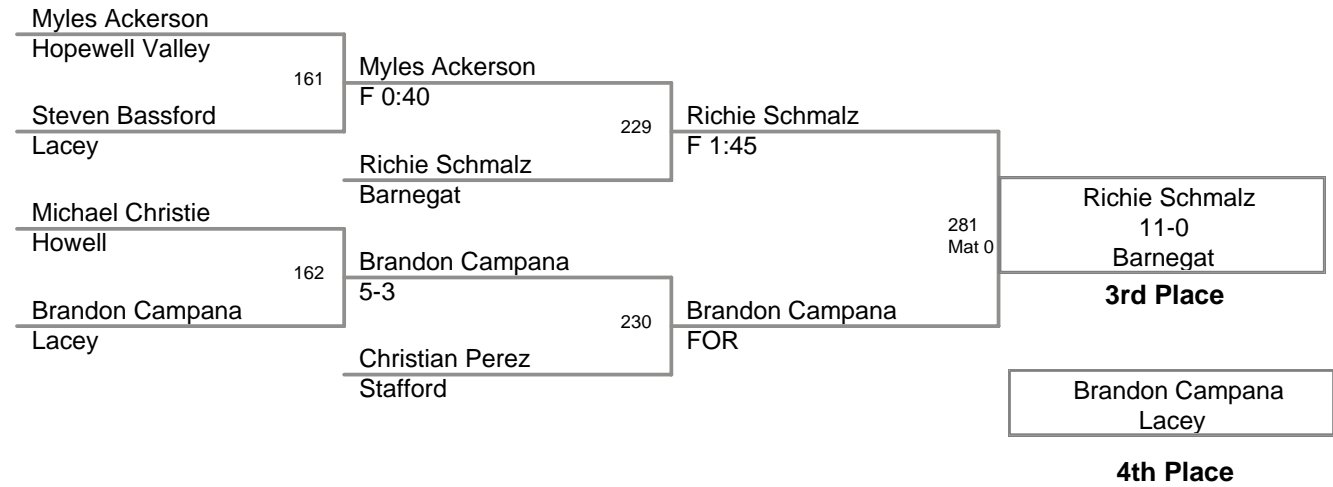 Myles Ackerson
Hopewell Valley
161
Myles Ackerson
F 0:40
Steven Bassford
Lacey
229
Richie Schmalz
F 1:45
Richie Schmalz
Barnegat
Michael Christie
Howell
162
Brandon Campana
5-3
281
Mat 0
Richie Schmalz
11-0
Barnegat
3rd Place
Brandon Campana
Lacey
230
Brandon Campana
FOR
Christian Perez
Stafford
Brandon Campana
Lacey
4th Place